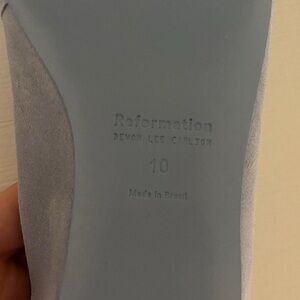 Reformation
DEVON LEE CARLSON
10
Made in Brazil